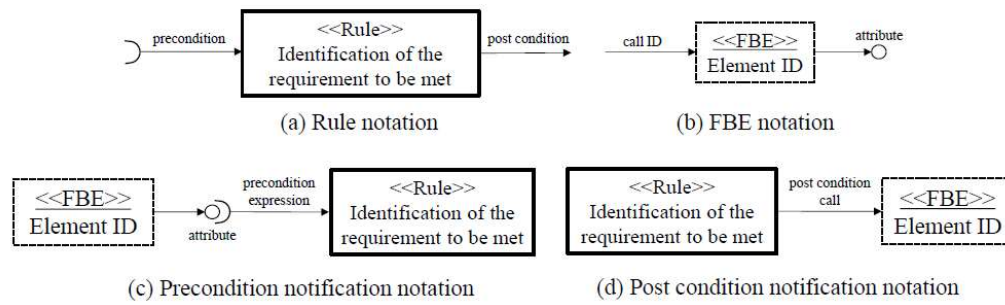 precondition
<<Rule>>
Identification of the
requirement to be met
post condition
(a) Rule notation
call ID
<<FBE>>
Element ID
attribute
(b) FBE notation
<<FBE>>
Element ID
attribute
precondition
expression
<<Rule>>
Identification of the
requirement to be met
(c) Precondition notification notation
<<Rule>>
Identification of the
requirement to be met
post condition
call
<<FBE>>
Element ID
(d) Post condition notification notation